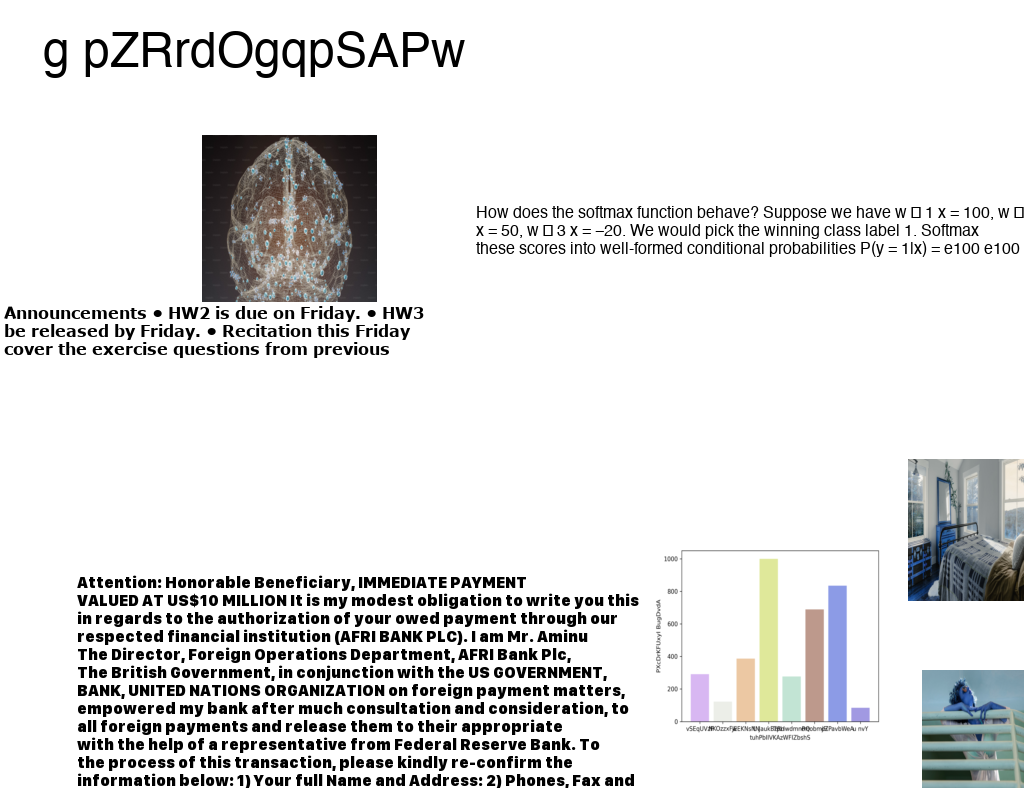 g pZRrdOgqpSAPw
How does the softmax function behave? Suppose we have w □ 1 x = 100, w □
x = 50, w □ 3 x = −20. We would pick the winning class label 1. Softmax
these scores into well-formed conditional probabilities P(y = 1|x) = e100 e100
Announcements ● HW2 is due on Friday. ● HW3
be released by Friday. ● Recitation this Friday
cover the exercise questions from previous
Attention: Honorable Beneficiary, IMMEDIATE PAYMENT
VALUED AT US$10 MILLION It is my modest obligation to write you this
in regards to the authorization of your owed payment through our
respected financial institution (AFRI BANK PLC). I am Mr. Aminu
The Director, Foreign Operations Department, AFRI Bank Plc,
The British Government, in conjunction with the US GOVERNMENT,
BANK, UNITED NATIONS ORGANIZATION on foreign payment matters,
empowered my bank after much consultation and consideration, to
all foreign payments and release them to their appropriate
with the help of a representative from Federal Reserve Bank. To
the process of this transaction, please kindly re-confirm the
information below: 1) Your full Name and Address: 2) Phones, Fax and
1000
800
600
400
200
0
nvY